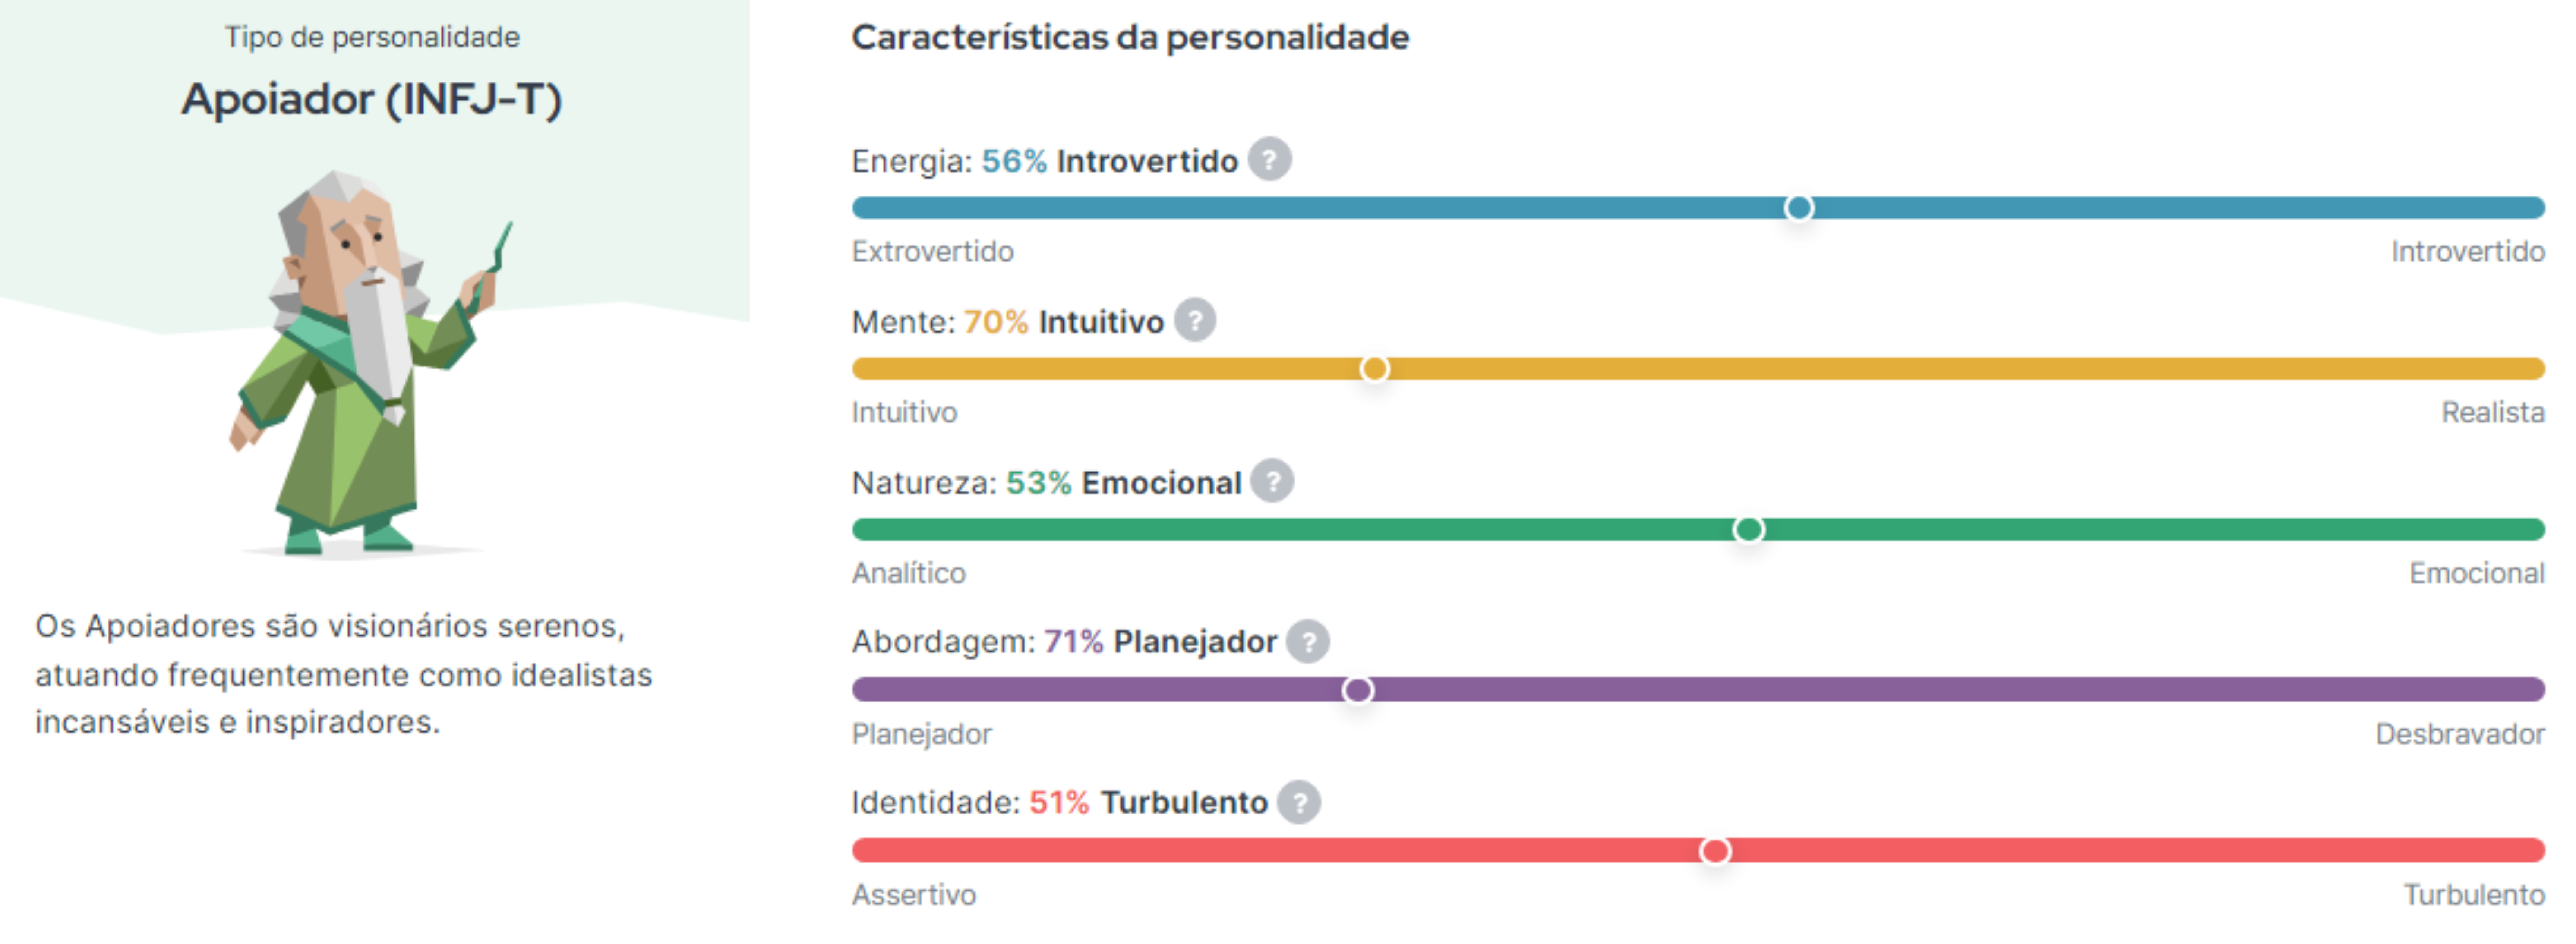 Tipo de personalidade
Apoiador (INFJ-T)
Os Apoiadores são visionários serenos,
atuando frequentemente como idealistas
incansáveis e inspiradores.
Características da personalidade
Energia: 56% Introvertido ?
Extrovertido Introvertido
Mente: 70% Intuitivo ?
Intuitivo Realista
Natureza: 53% Emocional ?
Analítico Emocional
Abordagem: 71% Planejador ?
Planejador Desbravador
Identidade: 51% Turbulento ?
Assertivo Turbulento